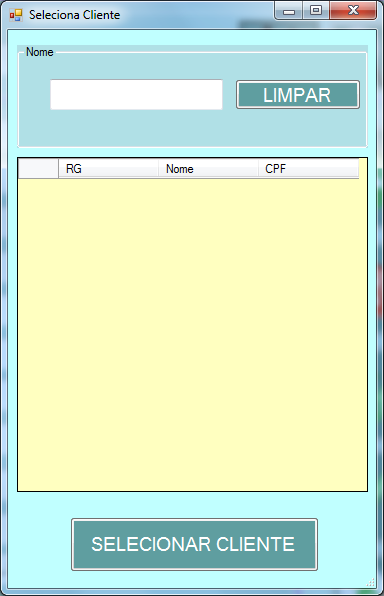 Seleciona Cliente
Nome
LIMPAR
RG Nome CPF
SELECIONAR CLIENTE